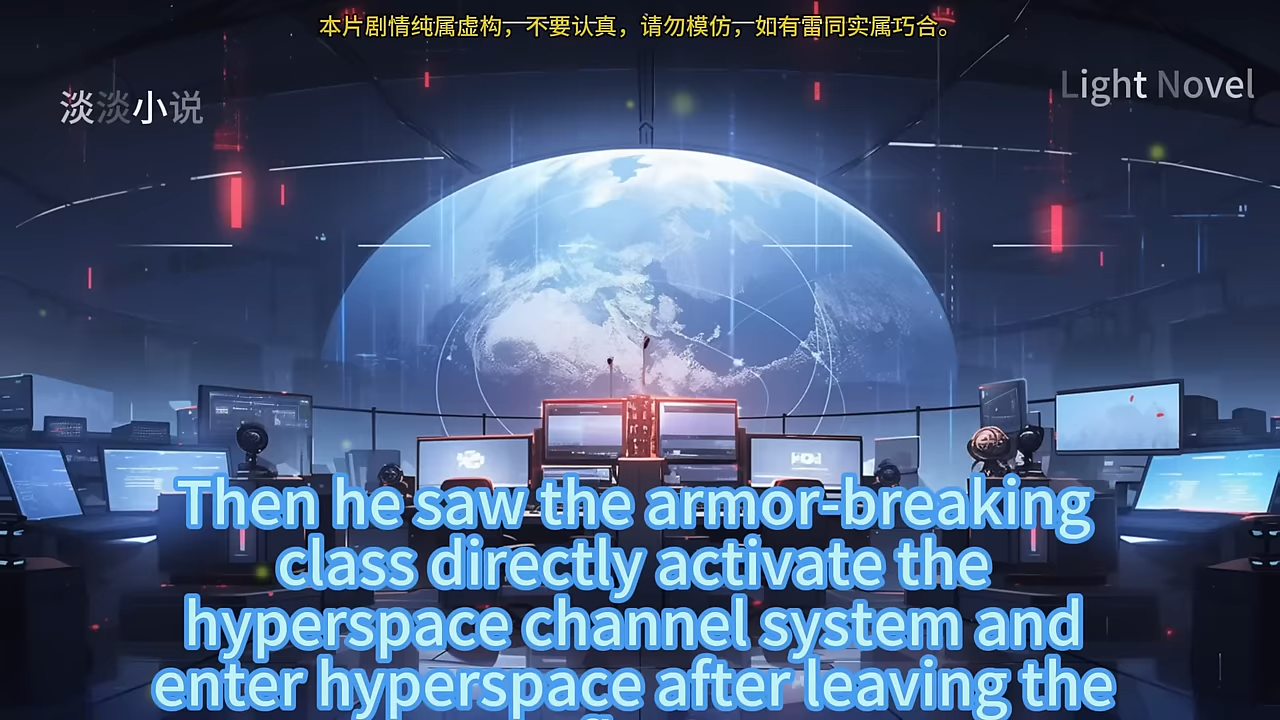 本片剧情纯属虚构，不要认真，请勿模仿，如有雷同实属巧合。
淡淡小说
Light Novel
Then he saw the armor-breaking
class directly activate the
hyperspace channel system and
enter hyperspace after leaving the